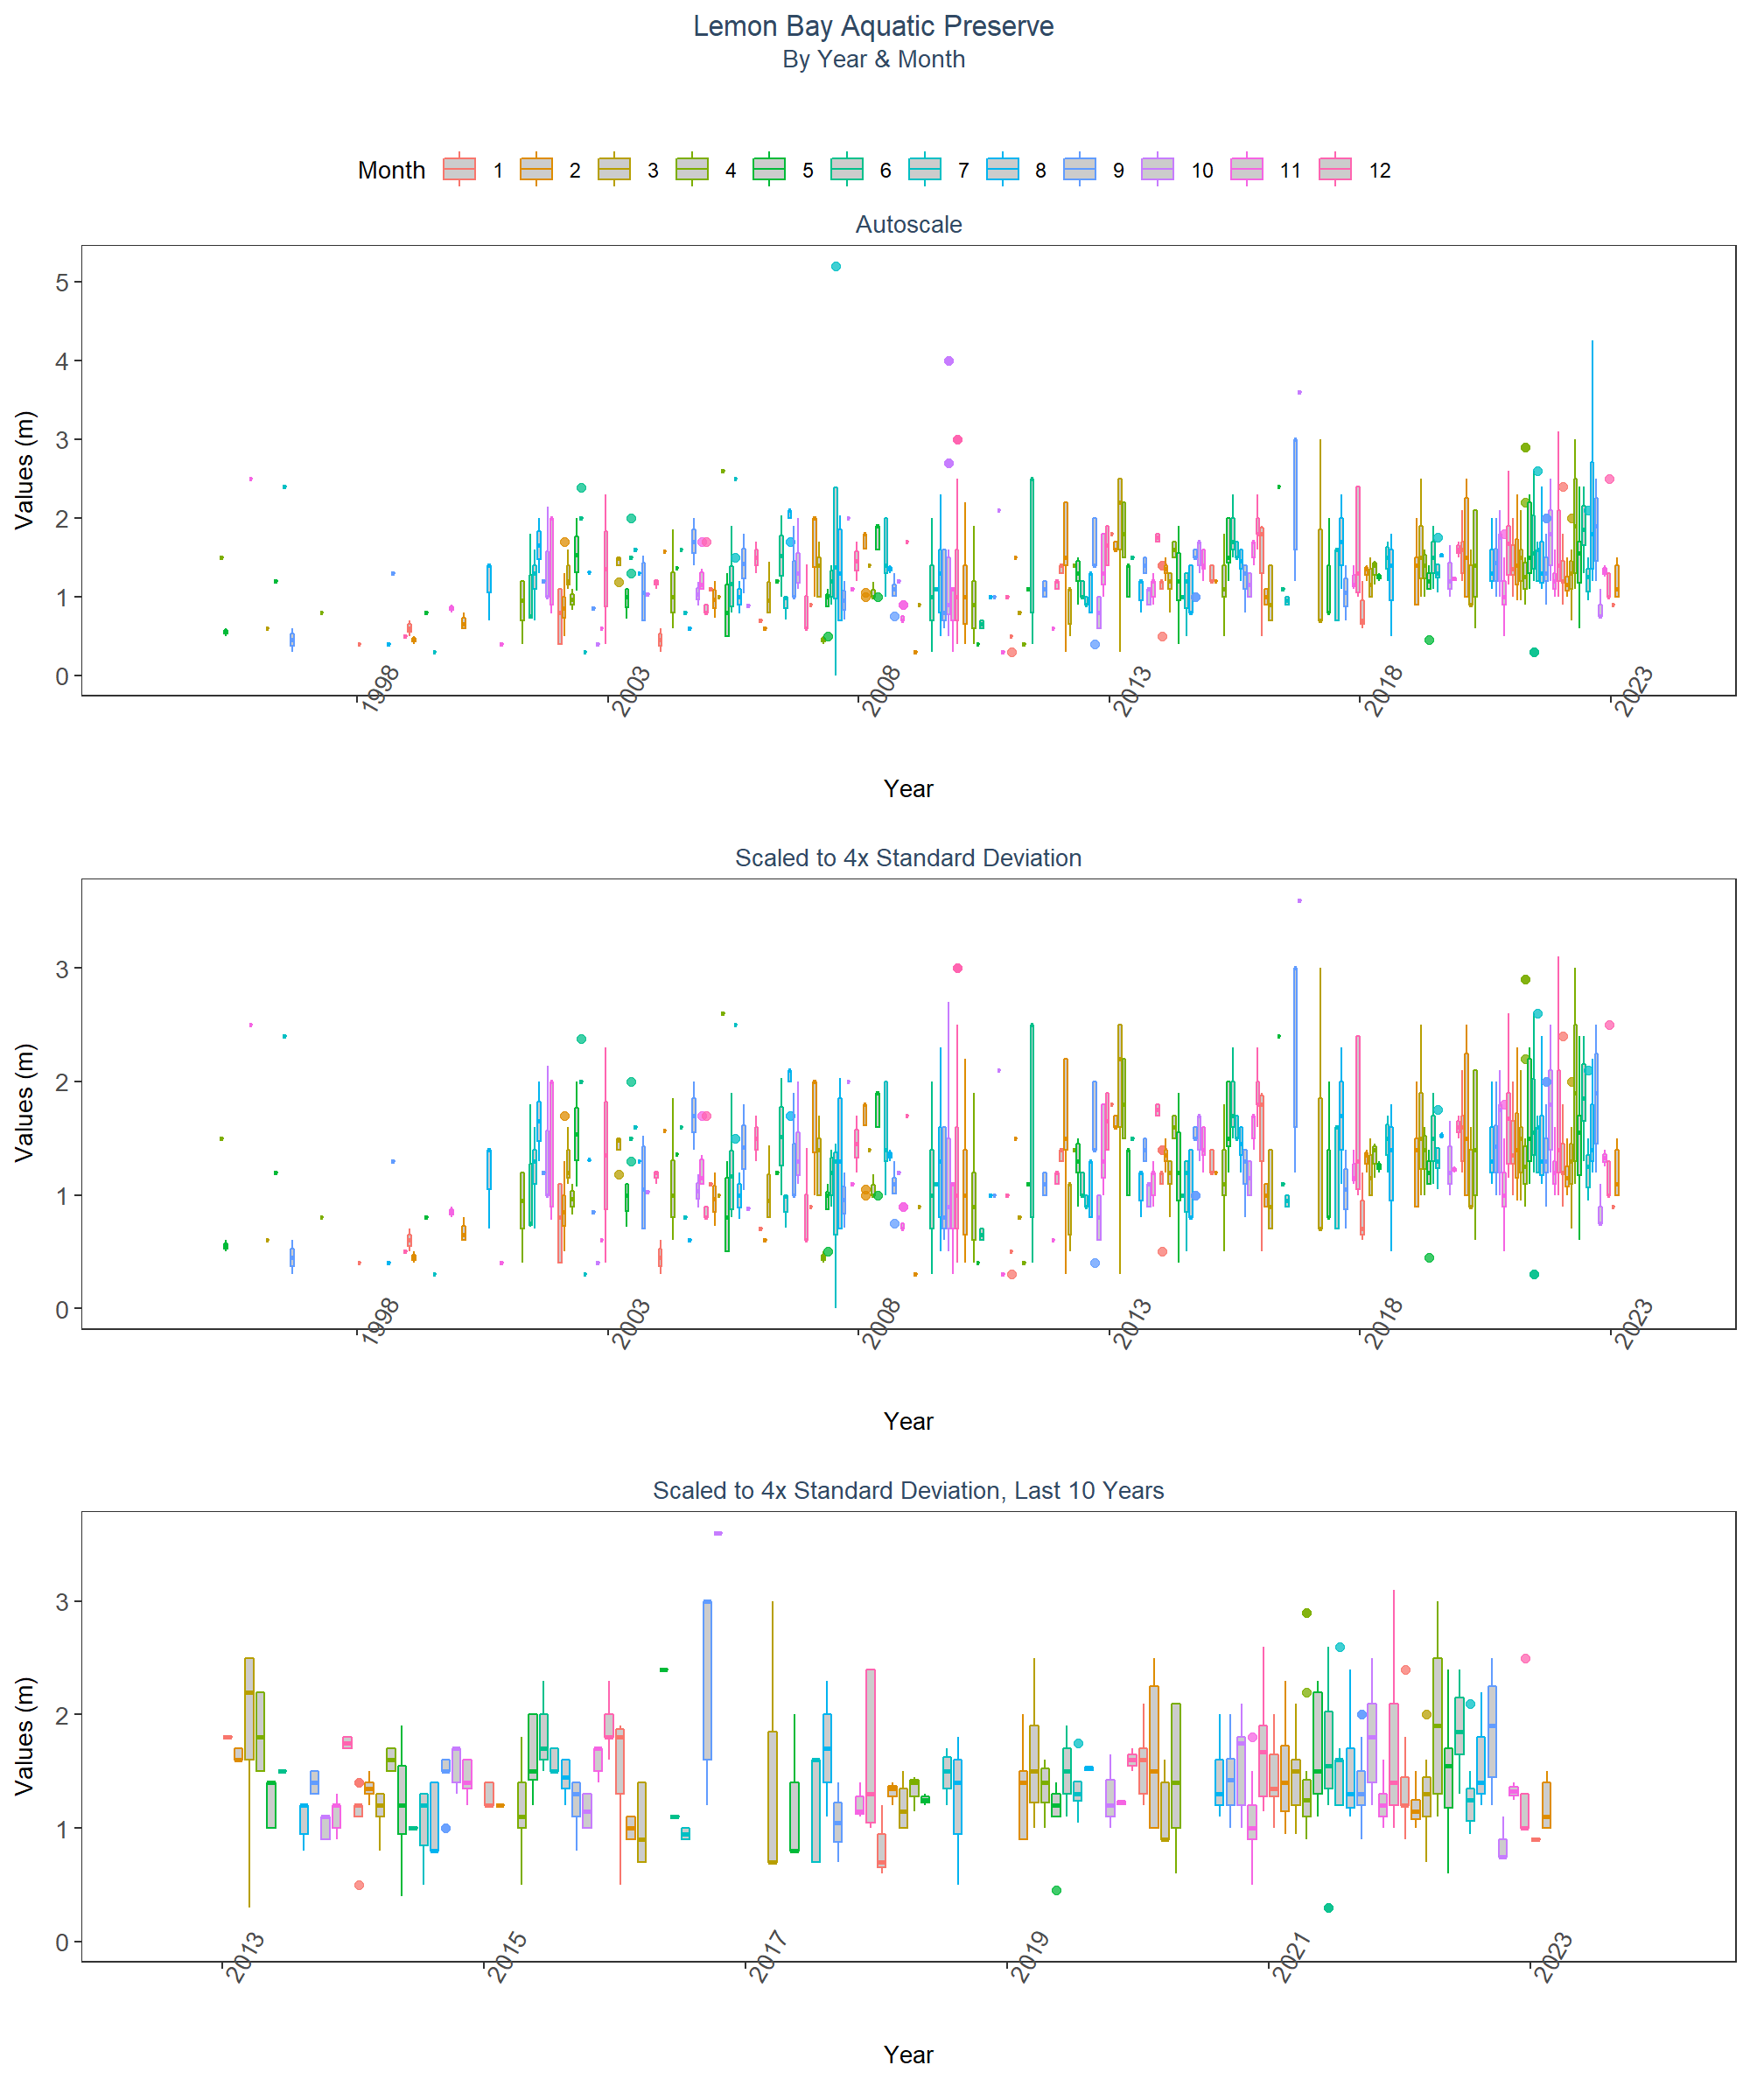 Lemon Bay Aquatic Preserve
By Year & Month
Month 1 2 3 4 5 6 7 8 9 10 11 12
Autoscale
Values (m)
5
4
3
2
1
0
1998 2003 2008 2013 2018 2023
Year
Scaled to 4x Standard Deviation
Values (m)
3
2
1
0
1998 2003 2008 2013 2018 2023
Year
Scaled to 4x Standard Deviation, Last 10 Years
Values (m)
3
2
1
0
2013 2015 2017 2019 2021 2023
Year